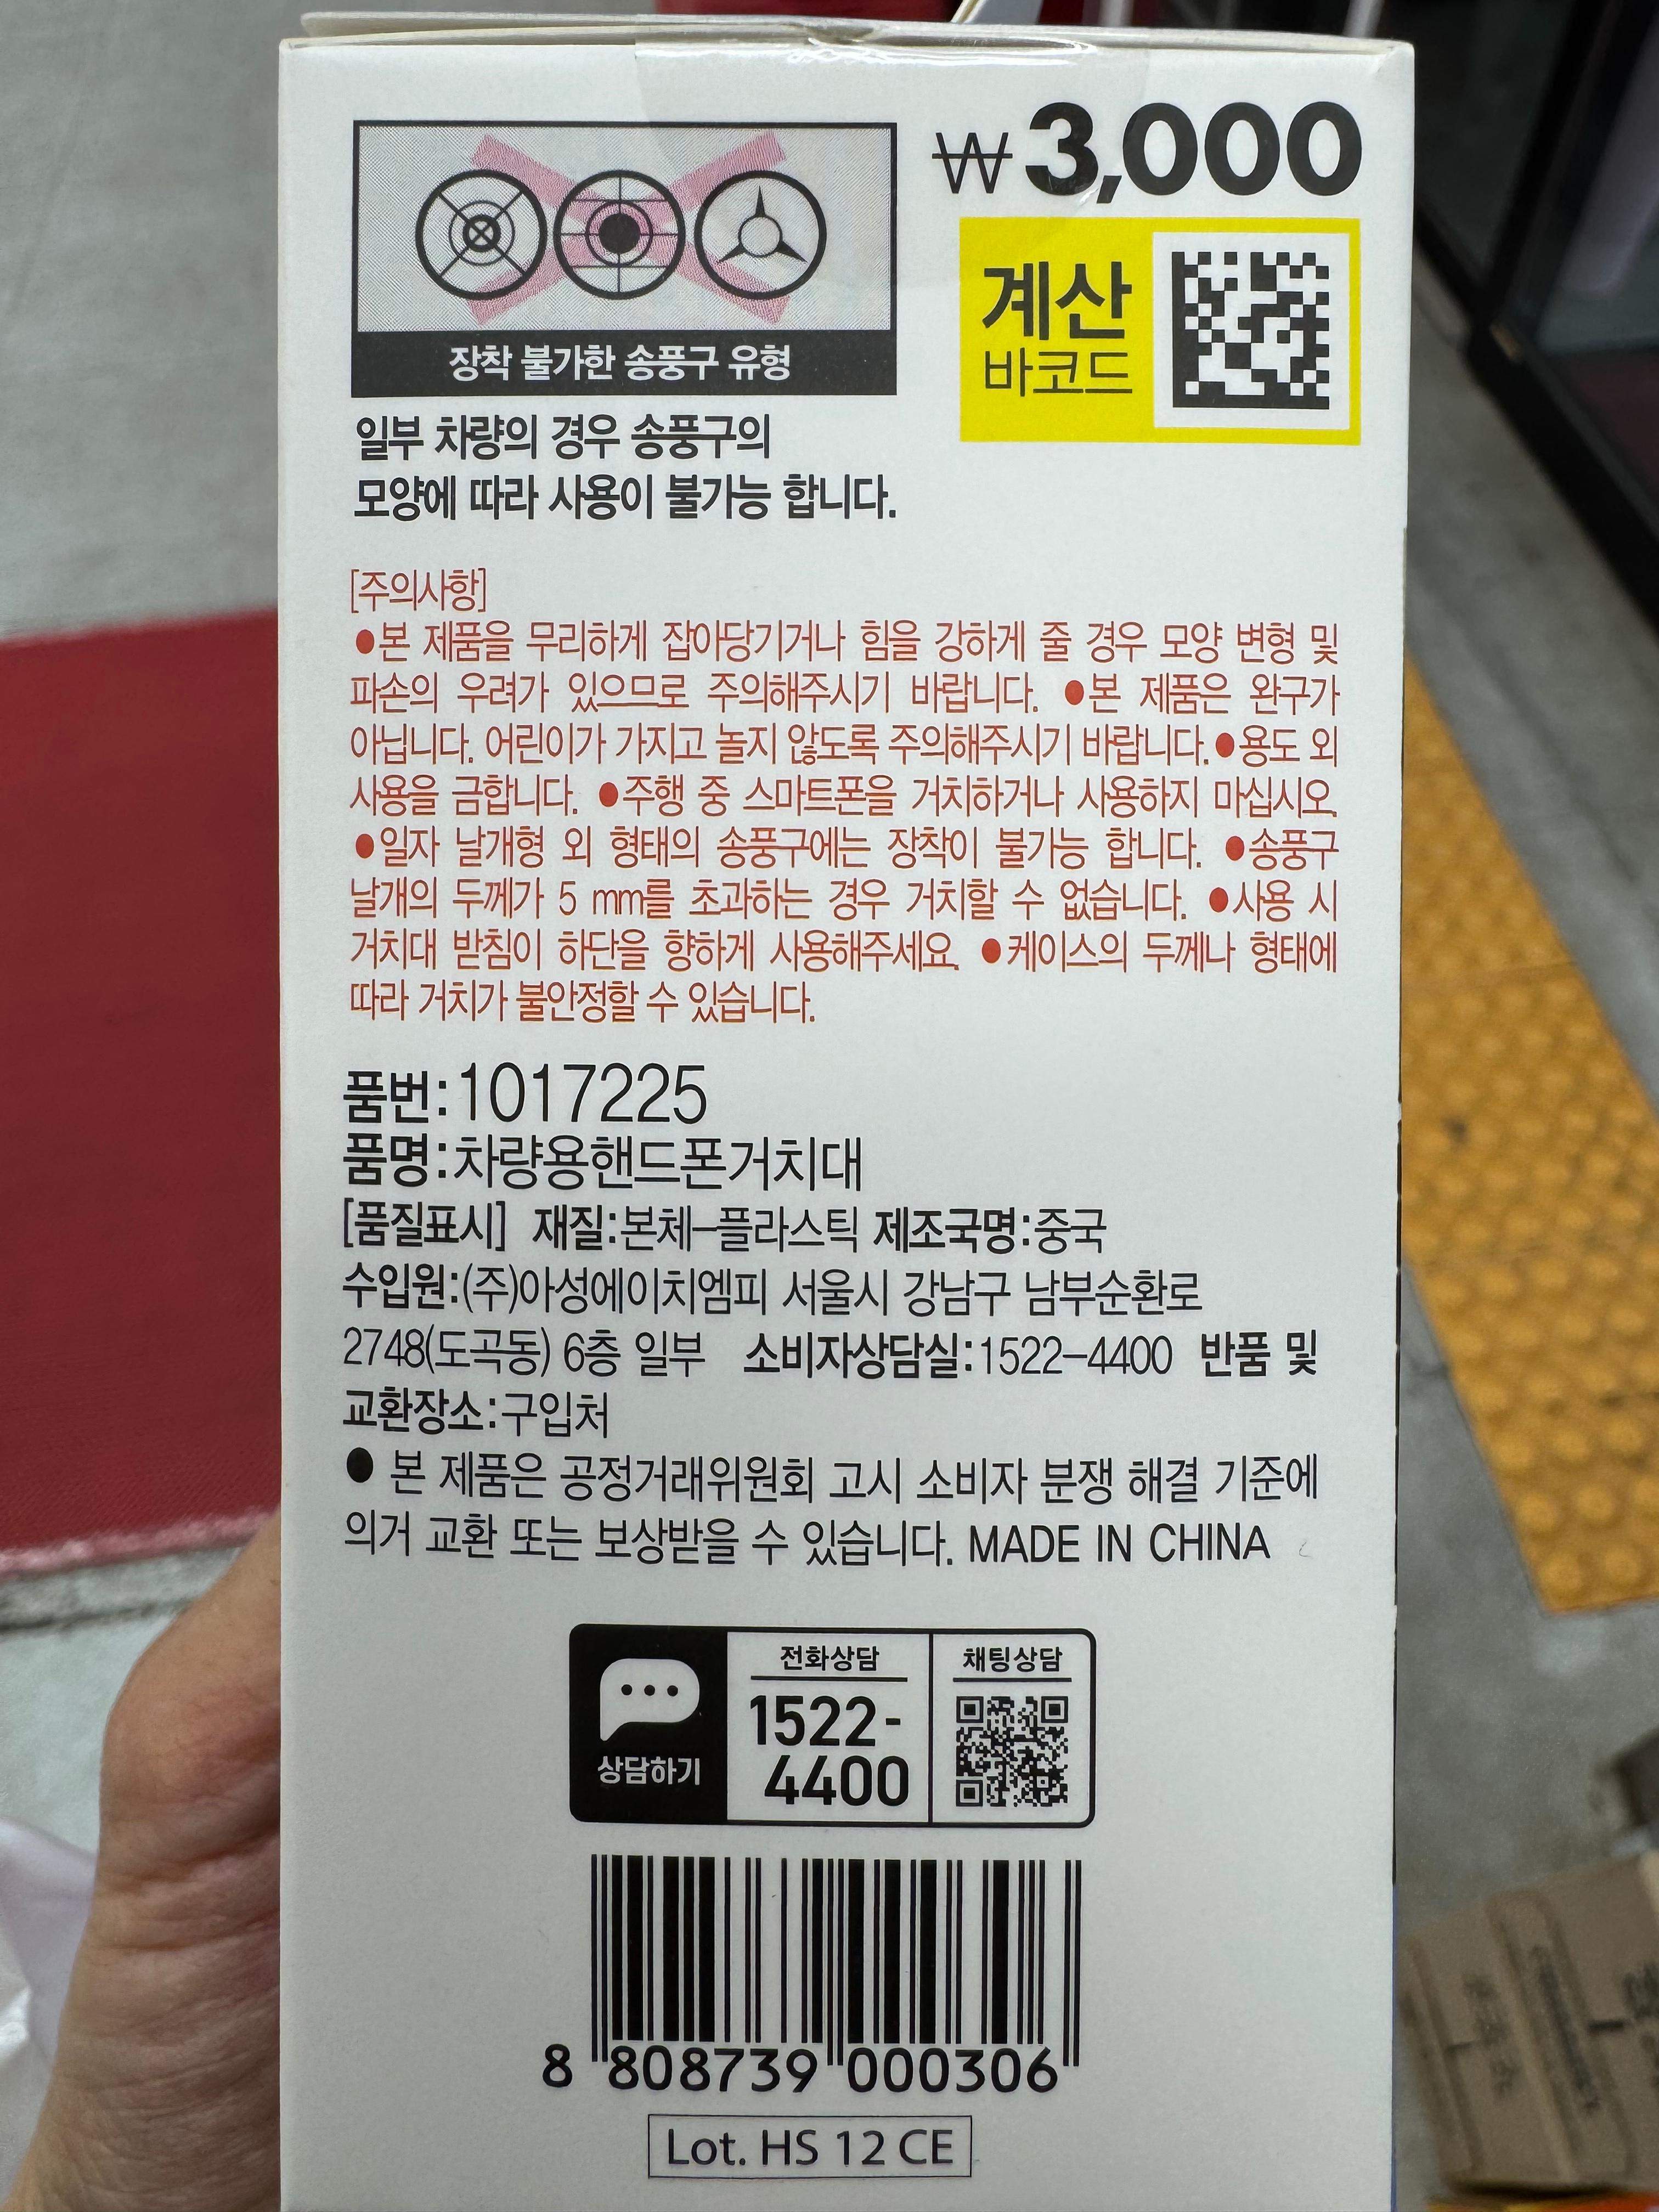 ₩3,000
계산
바코드
장착 불가한 송풍구 유형
일부 차량의 경우 송풍구의
모양에 따라 사용이 불가능 합니다.
[주의사항]
●본 제품을 무리하게 잡아당기거나 힘을 강하게 줄 경우 모양 변형 및
파손의 우려가 있으므로 주의해주시기 바랍니다. ●본 제품은 완구가
아닙니다. 어린이가 가지고 놀지 않도록 주의해주시기 바랍니다.●용도 외
사용을 금합니다. ●주행 중 스마트폰을 거치하거나 사용하지 마십시오.
●일자 날개형 외 형태의 송풍구에는 장착이 불가능 합니다. ●송풍구
날개의 두께가 5 mm를 초과하는 경우 거치할 수 없습니다. ●사용 시
거치대 받침이 하단을 향하게 사용해주세요. ●케이스의 두께나 형태에
따라 거치가 불안정할 수 있습니다.
품번:1017225
품명:차량용핸드폰거치대
[품질표시] 재질:본체-플라스틱 제조국명:중국
수입원:(주)아성에이치엠피 서울시 강남구 남부순환로
2748(도곡동) 6층 일부 소비자상담실:1522-4400 반품 및
교환장소:구입처
● 본 제품은 공정거래위원회 고시 소비자 분쟁 해결 기준에
의거 교환 또는 보상받을 수 있습니다. MADE IN CHINA
상담하기
전화상담
1522-
4400
채팅상담
8 808739 000306
Lot. HS 12 CE